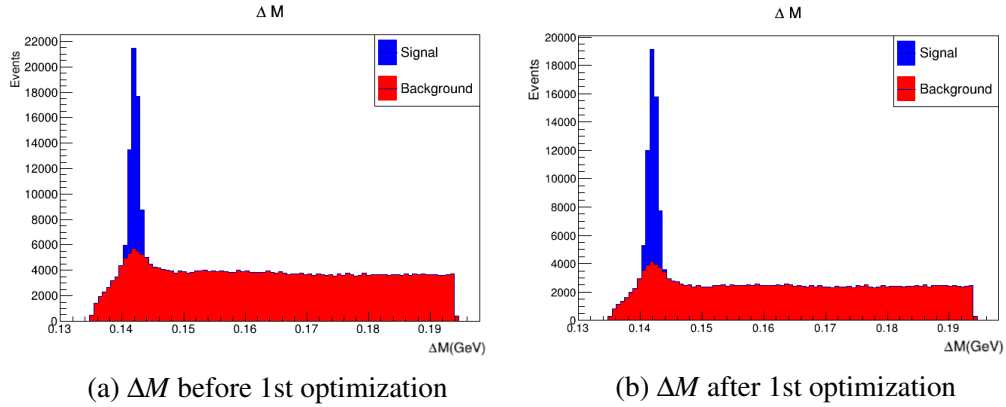 Δ M
Events
22000
20000
18000
16000
14000
12000
10000
8000
6000
4000
2000
0
0.13 0.14 0.15 0.16 0.17 0.18 0.19
ΔM(GeV)
Signal
Background
(a) ΔM before 1st optimization
Δ M
Events
20000
18000
16000
14000
12000
10000
8000
6000
4000
2000
0
0.13 0.14 0.15 0.16 0.17 0.18 0.19
ΔM(GeV)
Signal
Background
(b) ΔM after 1st optimization